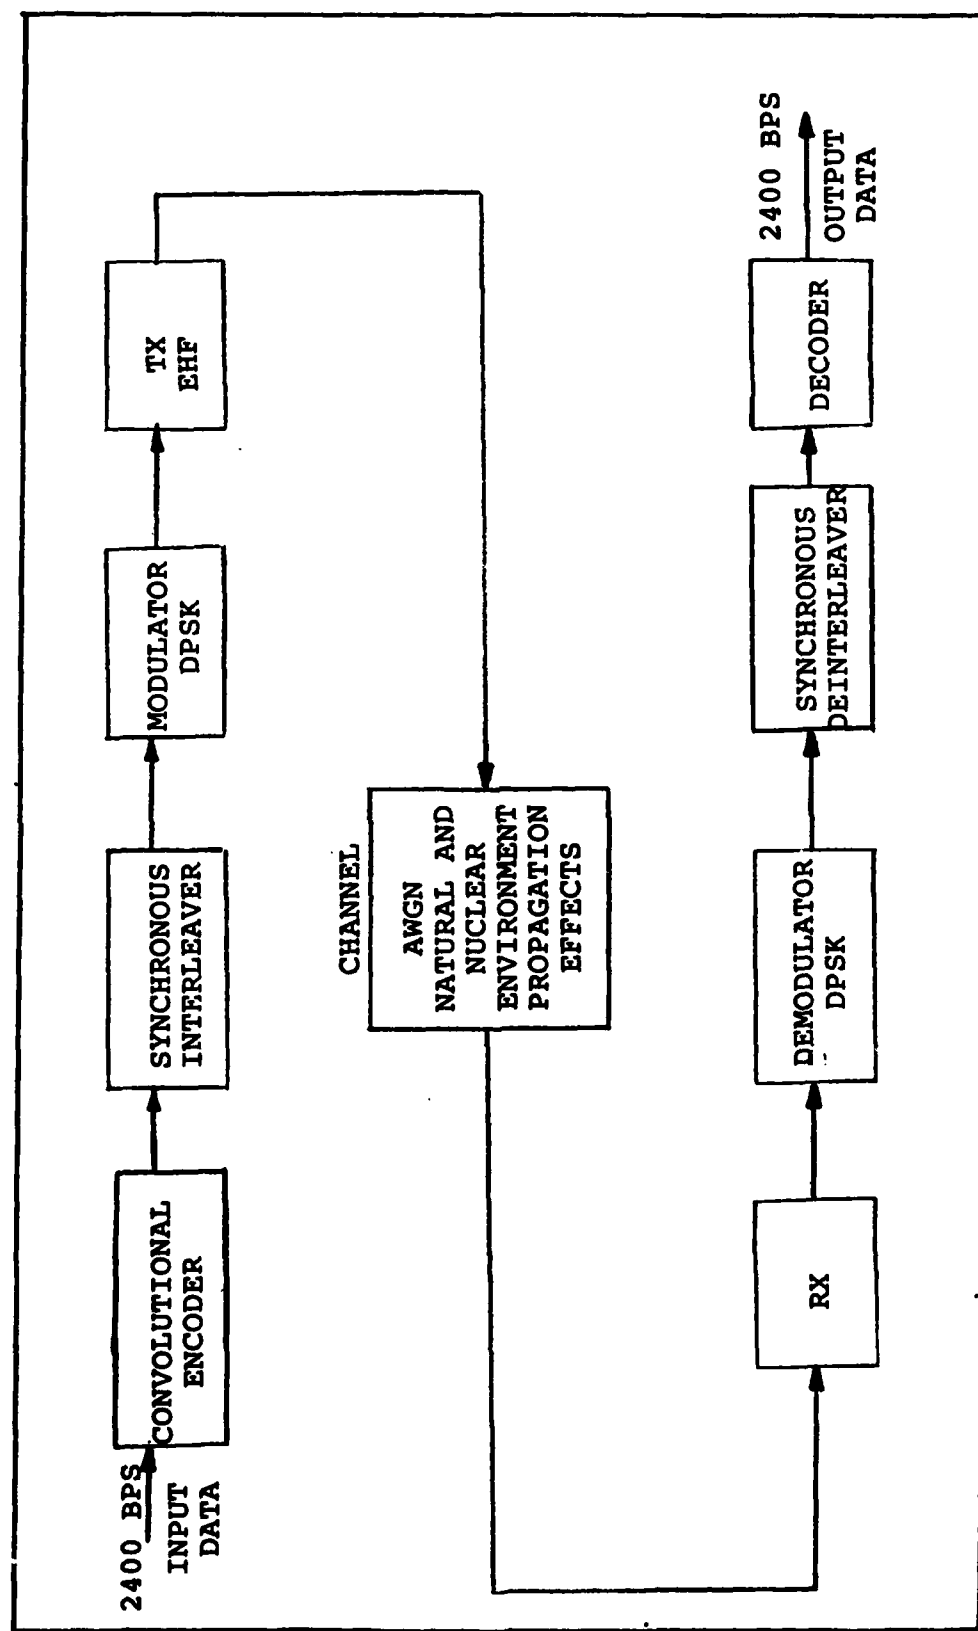 2400 BPS
INPUT
DATA
CONVOLUTIONAL
ENCODER
SYNCHRONOUS
INTERLEAVER
MODULATOR
DPSK
TX
EHF
CHANNEL
AWGN
NATURAL AND
NUCLEAR
ENVIRONMENT
PROPAGATION
EFFECTS
RX
DEMODULATOR
DPSK
SYNCHRONOUS
DEINTERLEAVER
DECODER
2400 BPS
OUTPUT
DATA